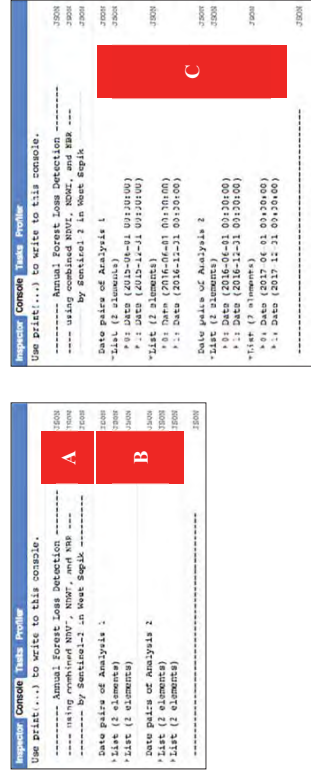 Inspector Console Tasks Profiler
Use print(...) to write to this console.
--------- Annual Forest Loss Detection --------- JSON
---- using combined NDVI, NDWI, and NBR ---- JSON
--------- by Sentinel-2 in West Sepik --------- JSON
A
Date pairs of Analysis 1 JSON
▸List (2 elements) JSON
▸List (2 elements) JSON
B
Date pairs of Analysis 2 JSON
▸List (2 elements) JSON
▸List (2 elements) JSON
------------------------------------------------ JSON
Inspector Console Tasks Profiler
Use print(...) to write to this console.
--------- Annual Forest Loss Detection --------- JSON
---- using combined NDVI, NDWI, and NBR ---- JSON
by Sentinel 2 in West Sepik JSON
Date pairs of Analysis 1 JSON
▾List (2 elements) JSON
▸0: Date (2015-06-01 00:00:00)
▸1: Date (2015-12-31 00:00:00)
▾List (2 elements) JSON
▸0: Date (2016-06-01 00:00:00)
▸1: Date (2016-12-31 00:00:00)
C
Date pairs of Analysis 2 JSON
▾List (2 elements) JSON
▸0: Date (2016-06-01 00:00:00)
▸1: Date (2016-12-31 00:00:00)
▾List (2 elements) JSON
▸0: Date (2017-06-01 00:00:00)
▸1: Date (2017-12-31 00:00:00)
------------------------------------------------ JSON